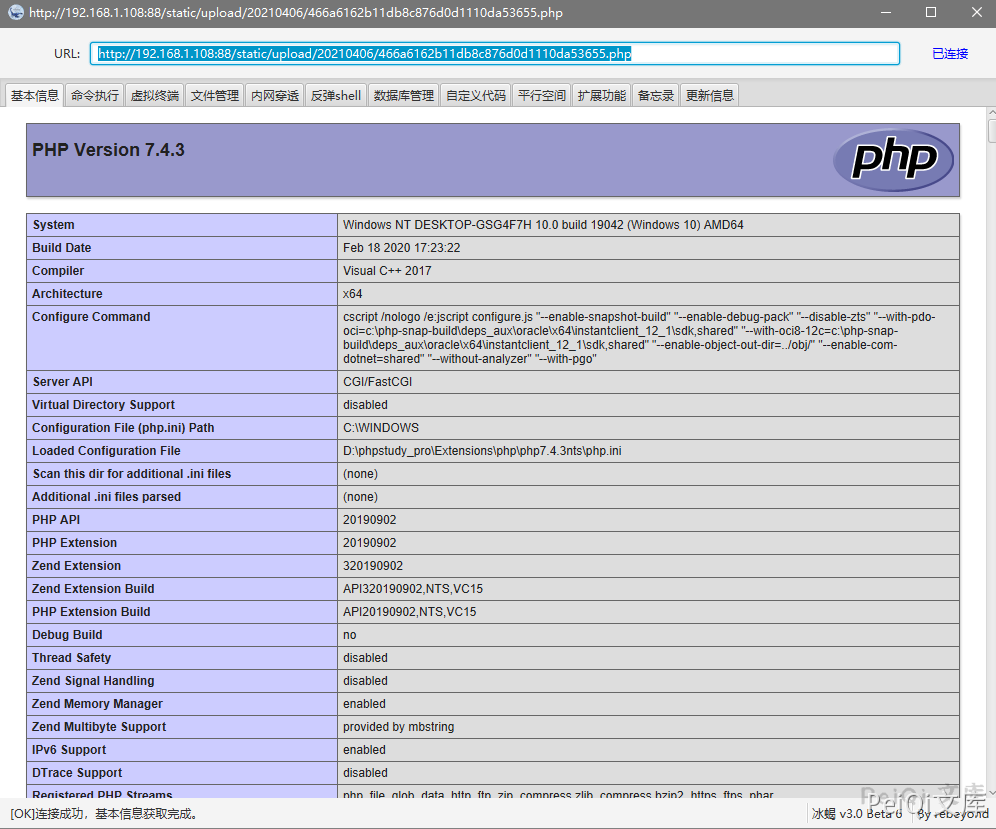 http://192.168.1.108:88/static/upload/20210406/466a6162b11db8c876d0d1110da53655.php
URL: http://192.168.1.108:88/static/upload/20210406/466a6162b11db8c876d0d1110da53655.php 已连接
基本信息 命令执行 虚拟终端 文件管理 内网穿透 反弹shell 数据库管理 自定义代码 平行空间 扩展功能 备忘录 更新信息
PHP Version 7.4.3 php
System Windows NT DESKTOP-GSG4F7H 10.0 build 19042 (Windows 10) AMD64
Build Date Feb 18 2020 17:23:22
Compiler Visual C++ 2017
Architecture x64
Configure Command cscript /nologo /e:jscript configure.js "--enable-snapshot-build" "--enable-debug-pack" "--disable-zts" "--with-pdo-
oci=c:\php-snap-build\deps_aux\oracle\x64\instantclient_12_1\sdk,shared" "--with-oci8-12c=c:\php-snap-
build\deps_aux\oracle\x64\instantclient_12_1\sdk,shared" "--enable-object-out-dir=../obj/" "--enable-com-
dotnet=shared" "--without-analyzer" "--with-pgo"
Server API CGI/FastCGI
Virtual Directory Support disabled
Configuration File (php.ini) Path C:\WINDOWS
Loaded Configuration File D:\phpstudy_pro\Extensions\php\php7.4.3nts\php.ini
Scan this dir for additional .ini files (none)
Additional .ini files parsed (none)
PHP API 20190902
PHP Extension 20190902
Zend Extension 320190902
Zend Extension Build API320190902,NTS,VC15
PHP Extension Build API20190902,NTS,VC15
Debug Build no
Thread Safety disabled
Zend Signal Handling disabled
Zend Memory Manager enabled
Zend Multibyte Support provided by mbstring
IPv6 Support enabled
DTrace Support disabled
Registered PHP Streams php, file, glob, data, http, ftp, zip, compress.zlib, compress.bzip2, https, ftps, phar
[OK]连接成功，基本信息获取完成。 冰蝎 v3.0 Beta 6 By rebeyond
PeiQi文库